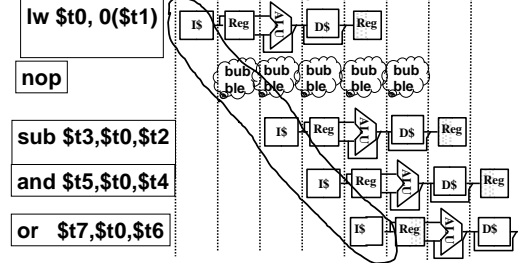 lw $t0, 0($t1) I$ Reg ALU D$ Reg
nop bub ble bub ble bub ble bub ble bub ble
sub $t3,$t0,$t2 I$ Reg ALU D$ Reg
and $t5,$t0,$t4 I$ Reg ALU D$ Reg
or $t7,$t0,$t6 I$ Reg ALU D$